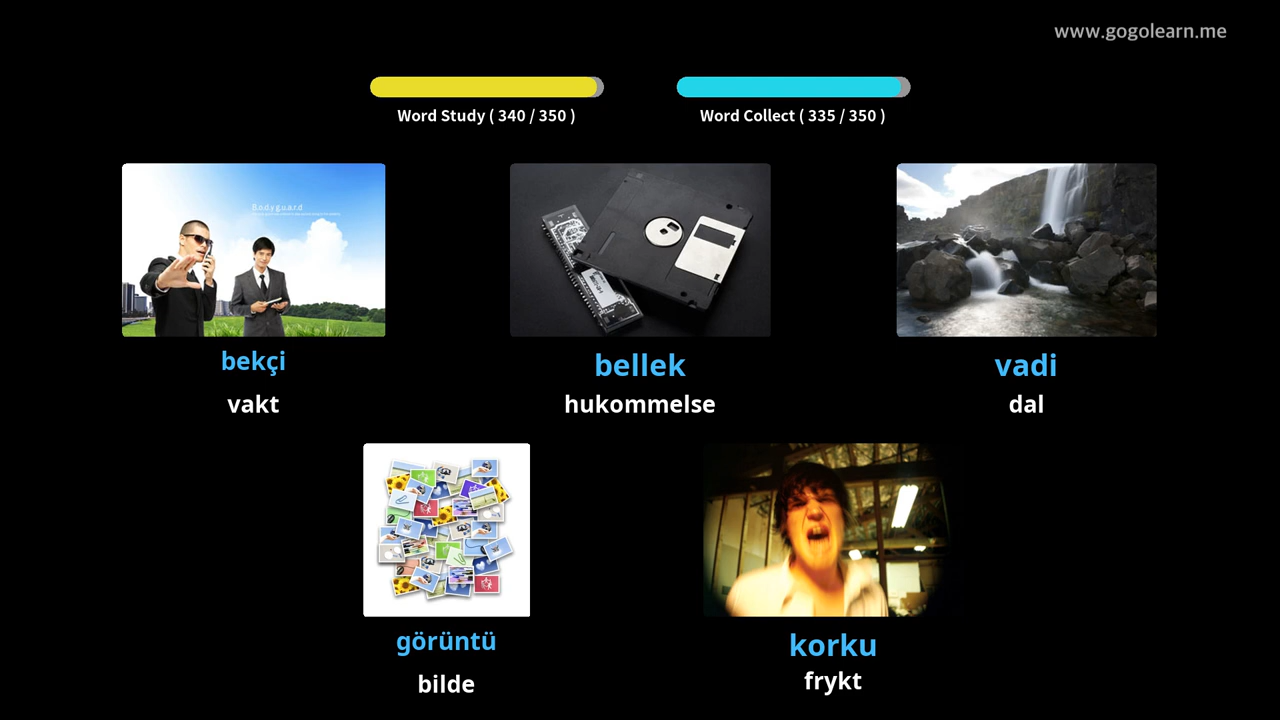 www.gogolearn.me
Word Study ( 340 / 350 )
Word Collect ( 335 / 350 )
Bodyguard
bekçi
vakt
bellek
hukommelse
vadi
dal
görüntü
bilde
korku
frykt